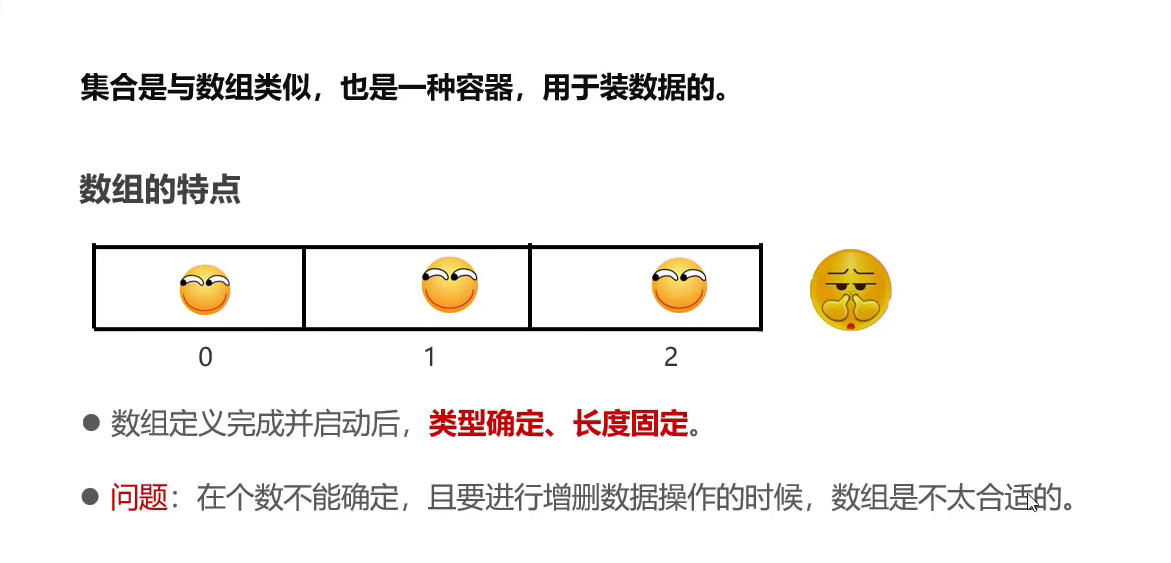 集合是与数组类似，也是一种容器，用于装数据的。
数组的特点
0 1 2
● 数组定义完成并启动后，类型确定、长度固定。
● 问题：在个数不能确定，且要进行增删数据操作的时候，数组是不太合适的。